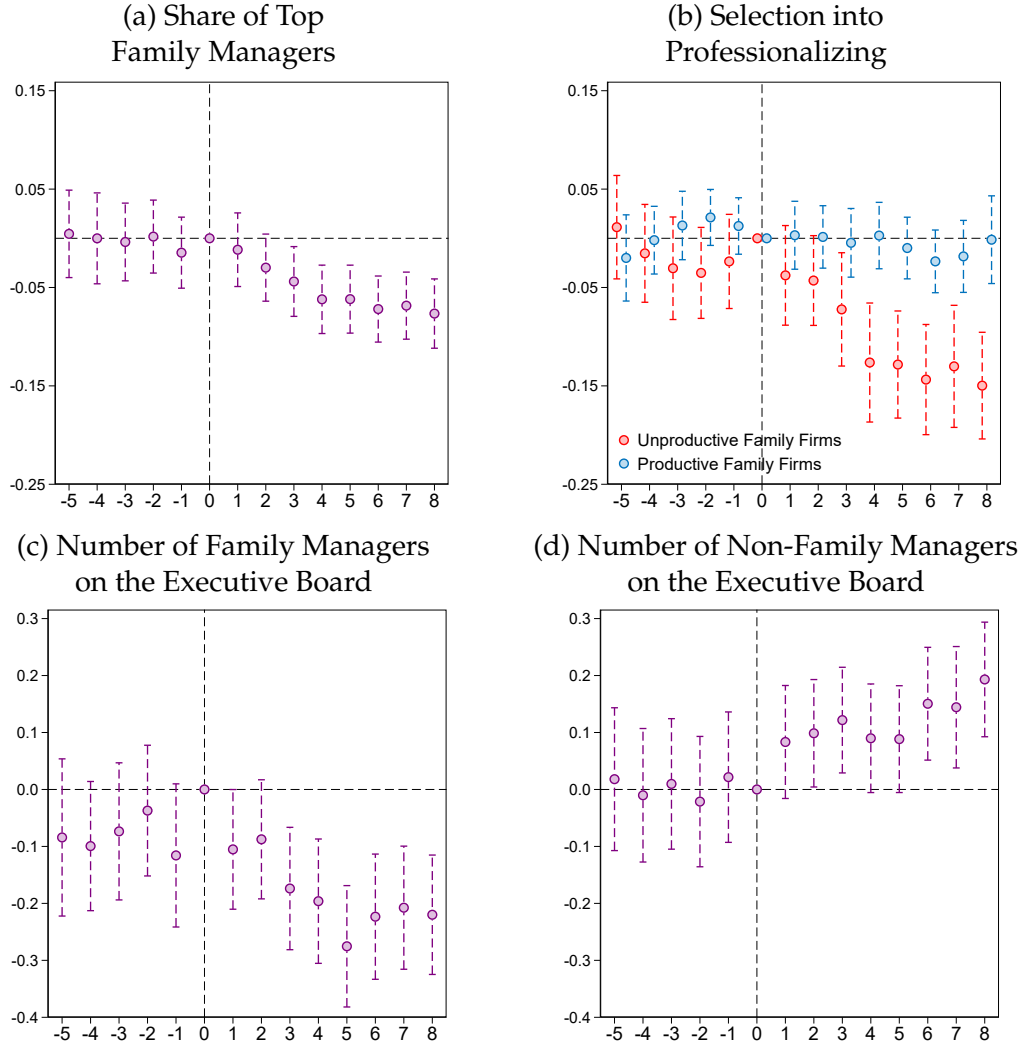 (a) Share of Top
Family Managers
0.15
0.05
-0.05
-0.15
-0.25
-5 -4 -3 -2 -1 0 1 2 3 4 5 6 7 8
(b) Selection into
Professionalizing
0.15
0.05
-0.05
-0.15
-0.25
Unproductive Family Firms
Productive Family Firms
-5 -4 -3 -2 -1 0 1 2 3 4 5 6 7 8
(c) Number of Family Managers
on the Executive Board
0.3
0.2
0.1
0.0
-0.1
-0.2
-0.3
-0.4
-5 -4 -3 -2 -1 0 1 2 3 4 5 6 7 8
(d) Number of Non-Family Managers
on the Executive Board
0.3
0.2
0.1
0.0
-0.1
-0.2
-0.3
-0.4
-5 -4 -3 -2 -1 0 1 2 3 4 5 6 7 8